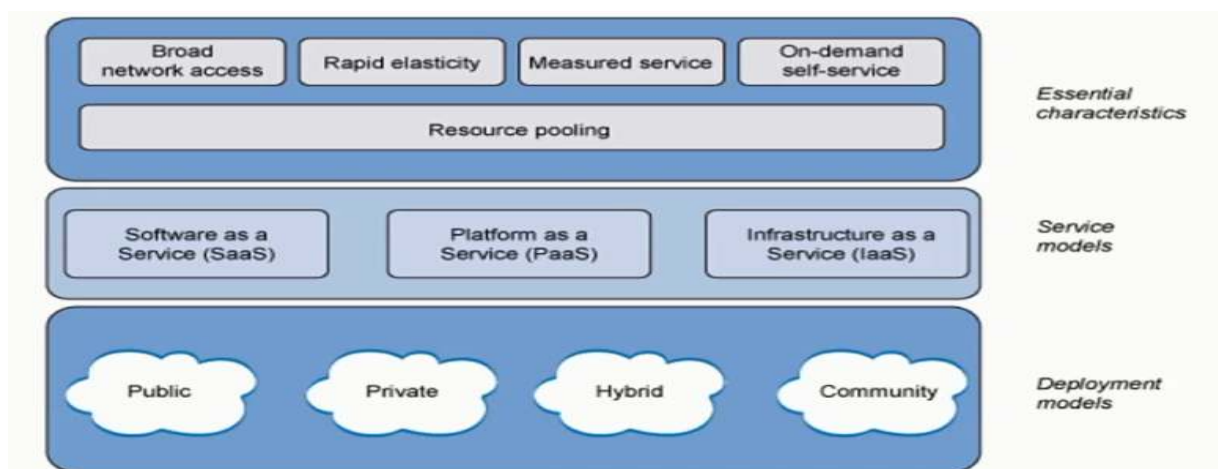 Broad
network access
Rapid elasticity
Measured service
On-demand
self-service
Resource pooling
Essential
characteristics
Software as a
Service (SaaS)
Platform as a
Service (PaaS)
Infrastructure as a
Service (IaaS)
Service
models
Public
Private
Hybrid
Community
Deployment
models